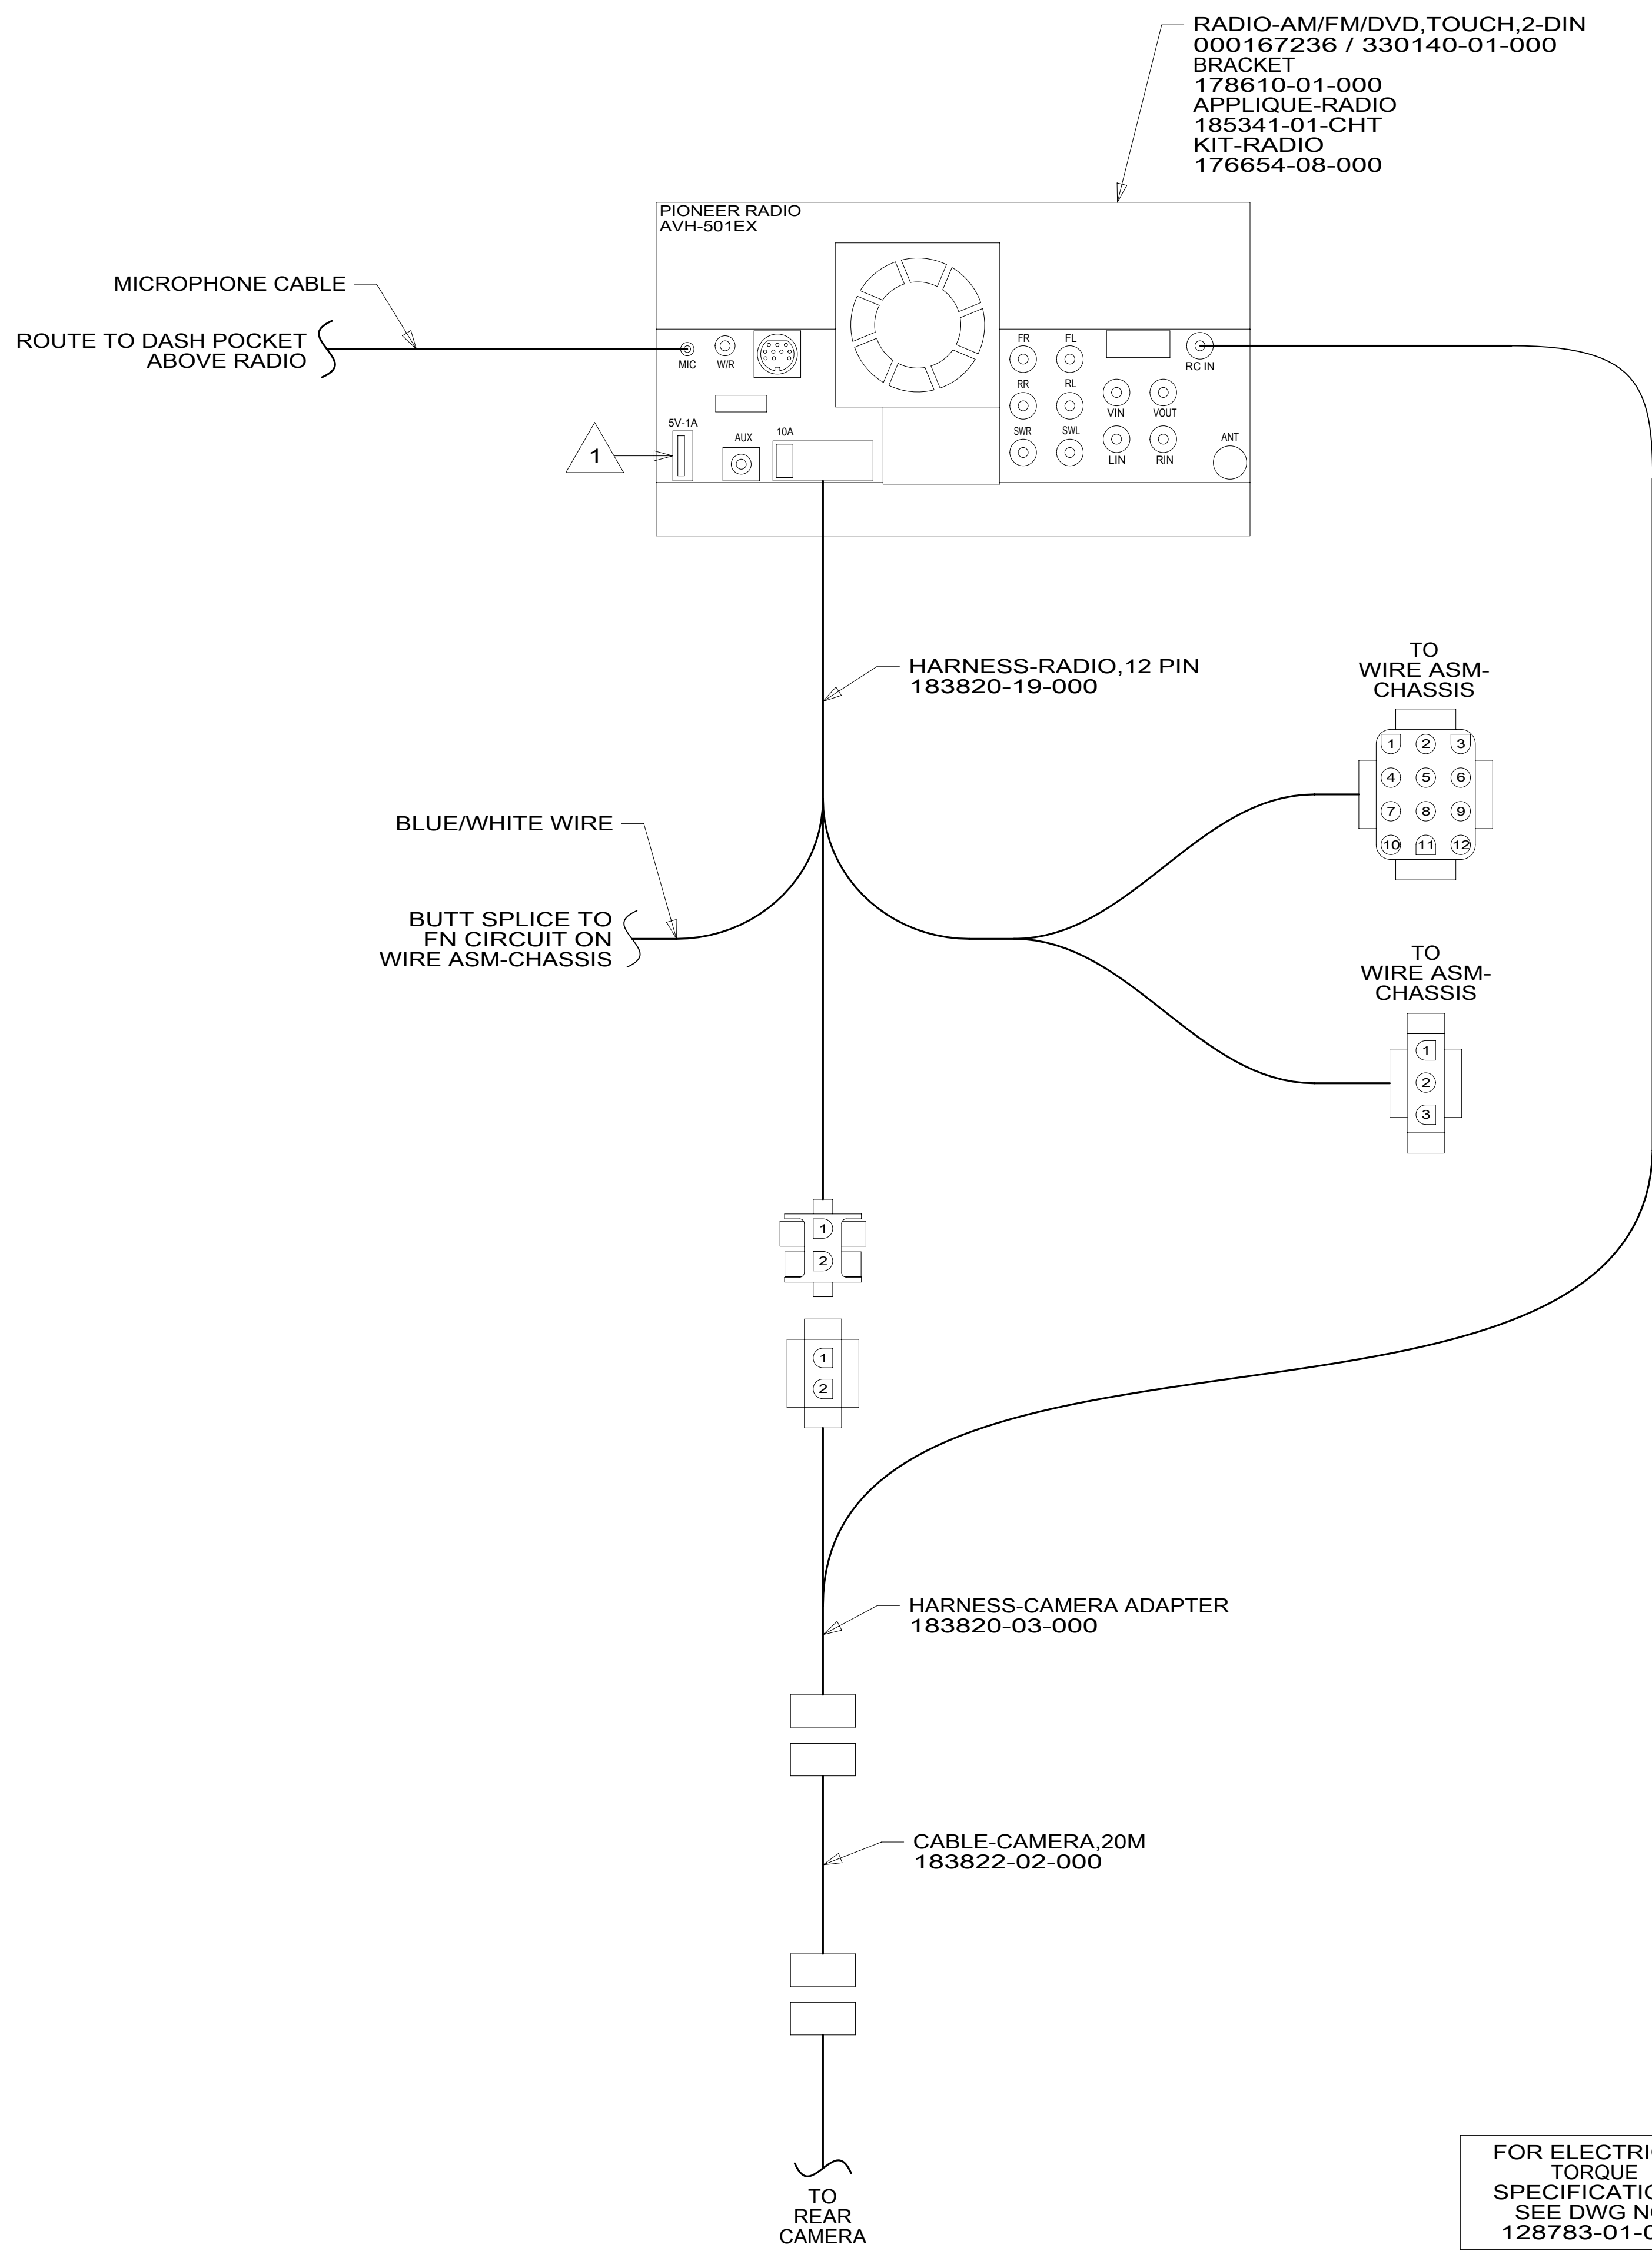 RADIO-AM/FM/DVD,TOUCH,2-DIN
000167236 / 330140-01-000
BRACKET
178610-01-000
APPLIQUE-RADIO
185341-01-CHT
KIT-RADIO
176654-08-000
PIONEER RADIO
AVH-501EX
MICROPHONE CABLE
ROUTE TO DASH POCKET
ABOVE RADIO
MIC
W/R
FR
FL
RC IN
RR
RL
VIN
VOUT
5V-1A
AUX
10A
SWR
SWL
LIN
RIN
ANT
1
HARNESS-RADIO,12 PIN
183820-19-000
TO
WIRE ASM-
CHASSIS
1 2 3
4 5 6
7 8 9
10 11 12
BLUE/WHITE WIRE
BUTT SPLICE TO
FN CIRCUIT ON
WIRE ASM-CHASSIS
TO
WIRE ASM-
CHASSIS
1
2
3
1
2
1
2
HARNESS-CAMERA ADAPTER
183820-03-000
CABLE-CAMERA,20M
183822-02-000
TO
REAR
CAMERA
TORQUE
SEE DWG